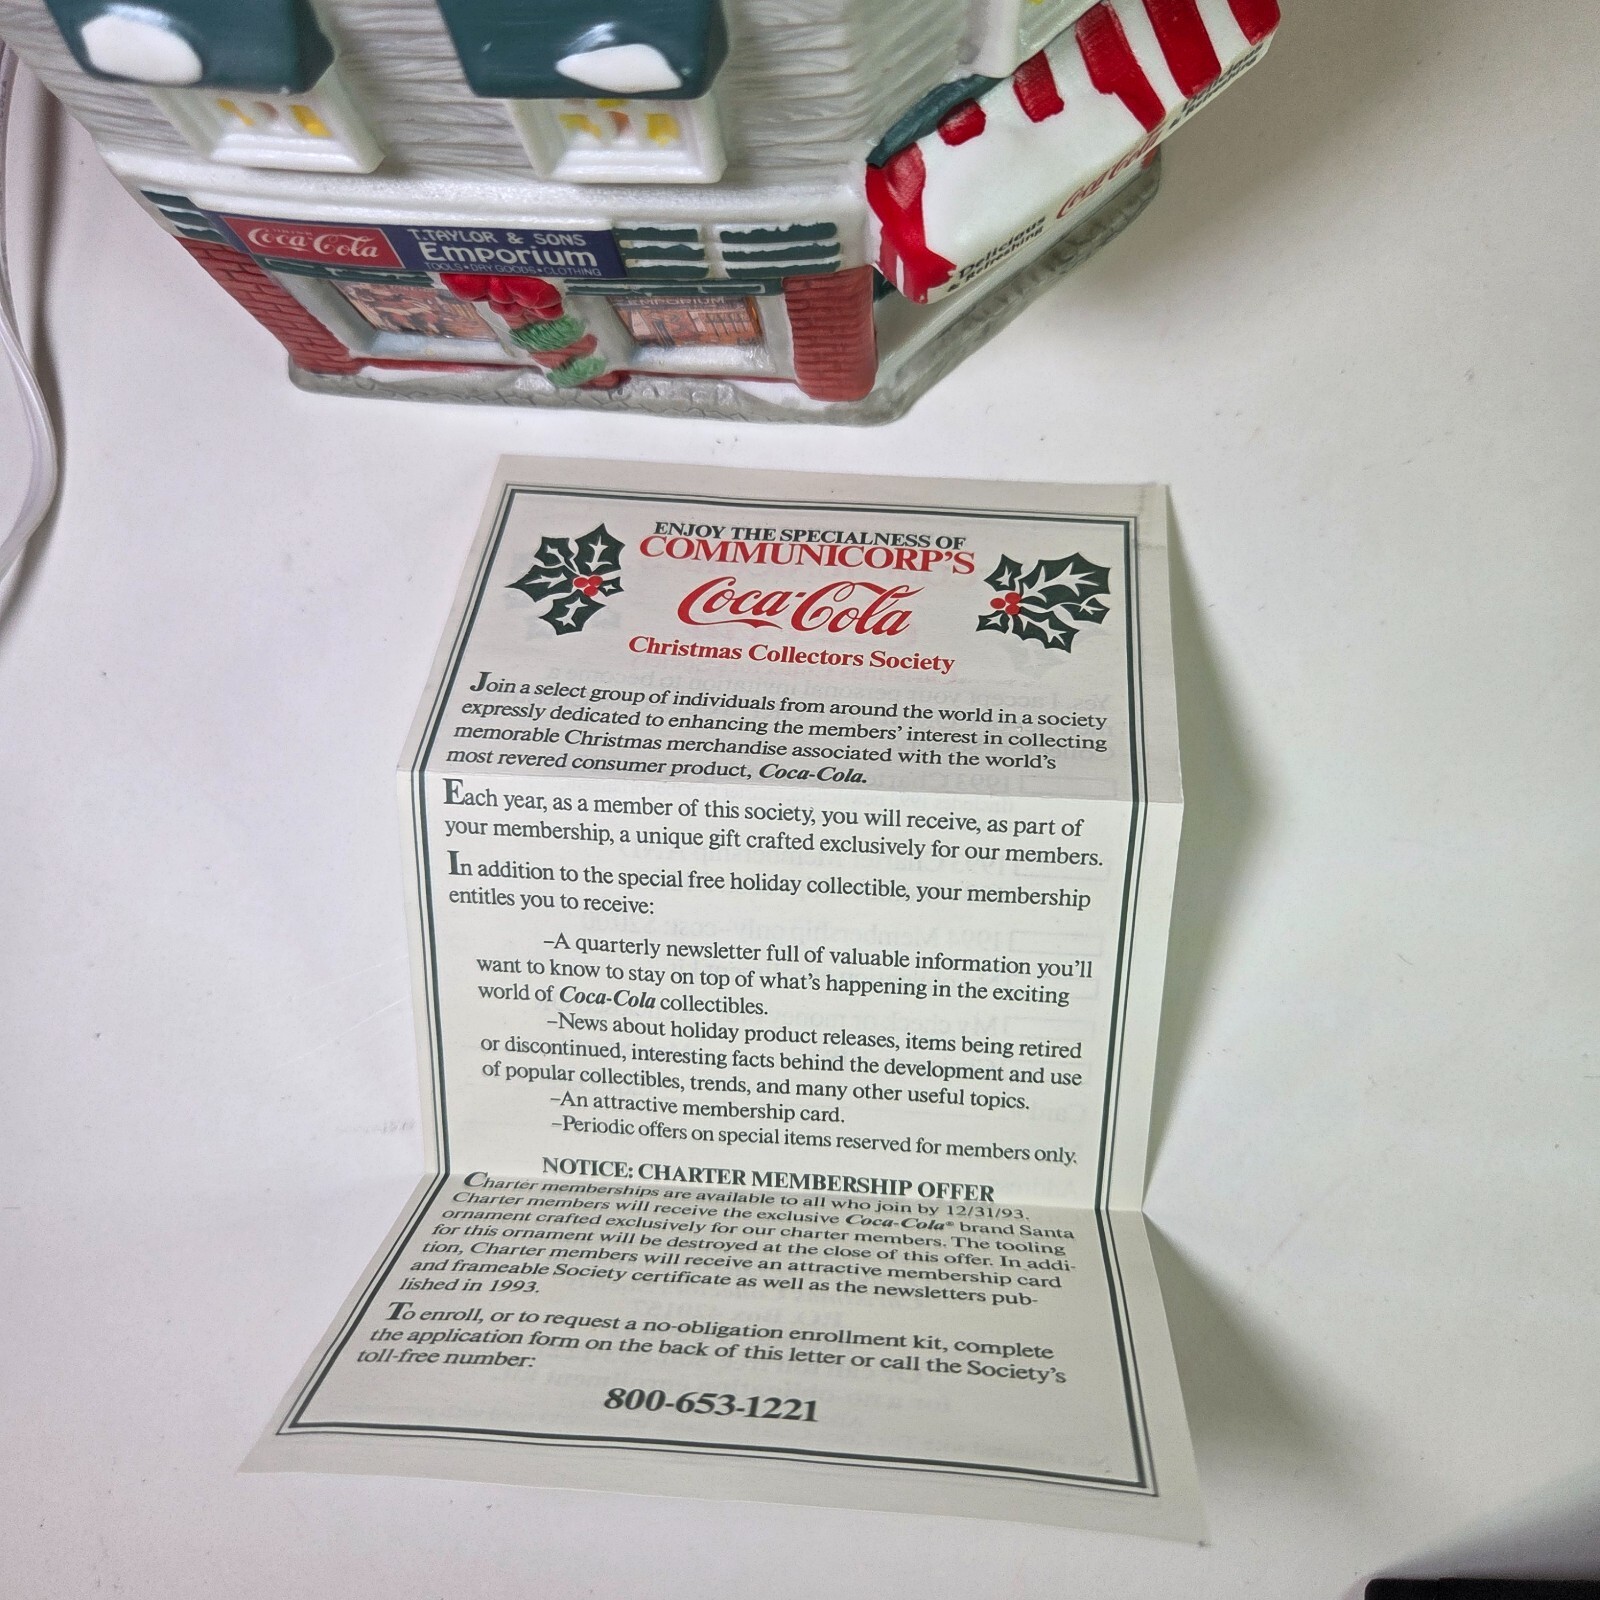 Coca-Cola
T.TAYLOR & SONS
Emporium
TOOLS • DRY GOODS • CLOTHING
EMPORIUM
Delicious
& Refreshing
Coca-Cola
Delicious
& Refreshing
ENJOY THE SPECIALNESS OF
COMMUNICORP'S
Coca-Cola
Christmas Collectors Society
Join a select group of individuals from around the world in a society
expressly dedicated to enhancing the members' interest in collecting
memorable Christmas merchandise associated with the world's
most revered consumer product, Coca-Cola.
Each year, as a member of this society, you will receive, as part of
your membership, a unique gift crafted exclusively for our members.
In addition to the special free holiday collectible, your membership
entitles you to receive:
–A quarterly newsletter full of valuable information you'll
want to know to stay on top of what's happening in the exciting
world of Coca-Cola collectibles.
–News about holiday product releases, items being retired
or discontinued, interesting facts behind the development and use
of popular collectibles, trends, and many other useful topics.
–An attractive membership card.
–Periodic offers on special items reserved for members only.
NOTICE: CHARTER MEMBERSHIP OFFER
Charter memberships are available to all who join by 12/31/93.
Charter members will receive the exclusive Coca-Cola® brand Santa
ornament crafted exclusively for our charter members. The tooling
for this ornament will be destroyed at the close of this offer. In addi-
tion, Charter members will receive an attractive membership card
and frameable Society certificate as well as the newsletters pub-
lished in 1993.
To enroll, or to request a no-obligation enrollment kit, complete
the application form on the back of this letter or call the Society's
toll-free number:
800-653-1221